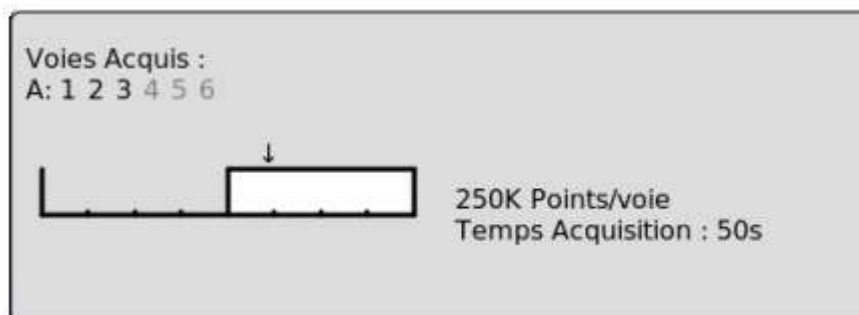 Voies Acquis :
A: 1 2 3 4 5 6
↓
250K Points/voie
Temps Acquisition : 50s